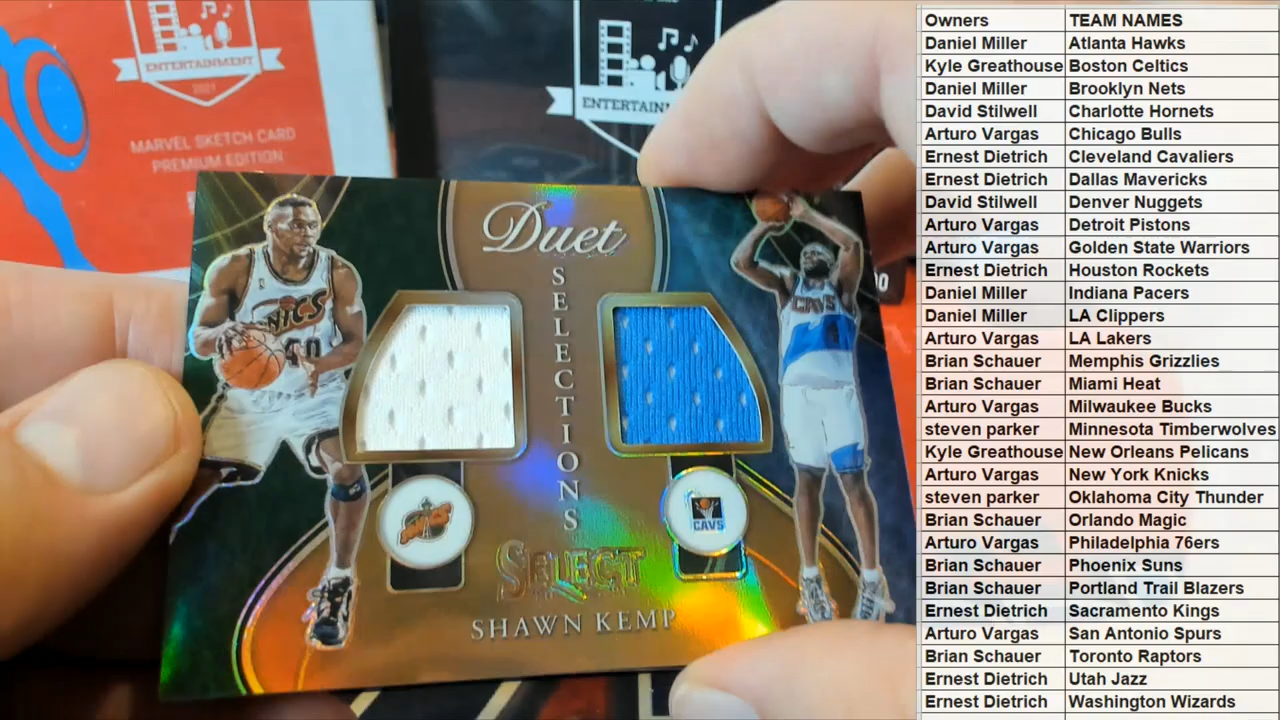 ENTERTAINMENT
2021
MARVEL SKETCH CARD
PREMIUM EDITION
ENTERTAINM
Duet
SELECTIONS
SONICS
40
CAVS
CAVS
SELECT
SHAWN KEMP
Owners TEAM NAMES
Daniel Miller Atlanta Hawks
Kyle Greathouse Boston Celtics
Daniel Miller Brooklyn Nets
David Stilwell Charlotte Hornets
Arturo Vargas Chicago Bulls
Ernest Dietrich Cleveland Cavaliers
Ernest Dietrich Dallas Mavericks
David Stilwell Denver Nuggets
Arturo Vargas Detroit Pistons
Arturo Vargas Golden State Warriors
Ernest Dietrich Houston Rockets
Daniel Miller Indiana Pacers
Daniel Miller LA Clippers
Arturo Vargas LA Lakers
Brian Schauer Memphis Grizzlies
Brian Schauer Miami Heat
Arturo Vargas Milwaukee Bucks
steven parker Minnesota Timberwolves
Kyle Greathouse New Orleans Pelicans
Arturo Vargas New York Knicks
steven parker Oklahoma City Thunder
Brian Schauer Orlando Magic
Arturo Vargas Philadelphia 76ers
Brian Schauer Phoenix Suns
Brian Schauer Portland Trail Blazers
Ernest Dietrich Sacramento Kings
Arturo Vargas San Antonio Spurs
Brian Schauer Toronto Raptors
Ernest Dietrich Utah Jazz
Ernest Dietrich Washington Wizards